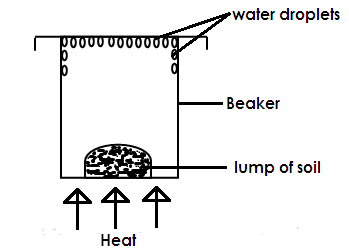 water droplets
Beaker
lump of soil
Heat